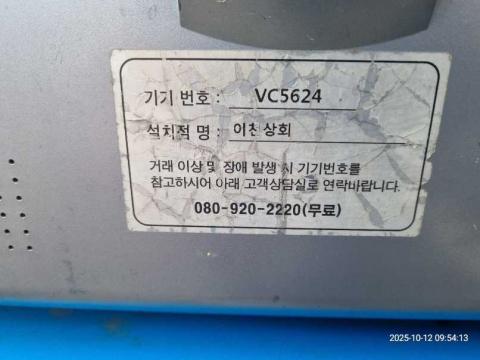 기기 번호 : VC5624
설치점 명 : 이천상회
거래 이상 및 장애 발생 시 기기번호를
참고하시어 아래 고객상담실로 연락바랍니다.
080-920-2220(무료)
2025-10-12 09:54:13